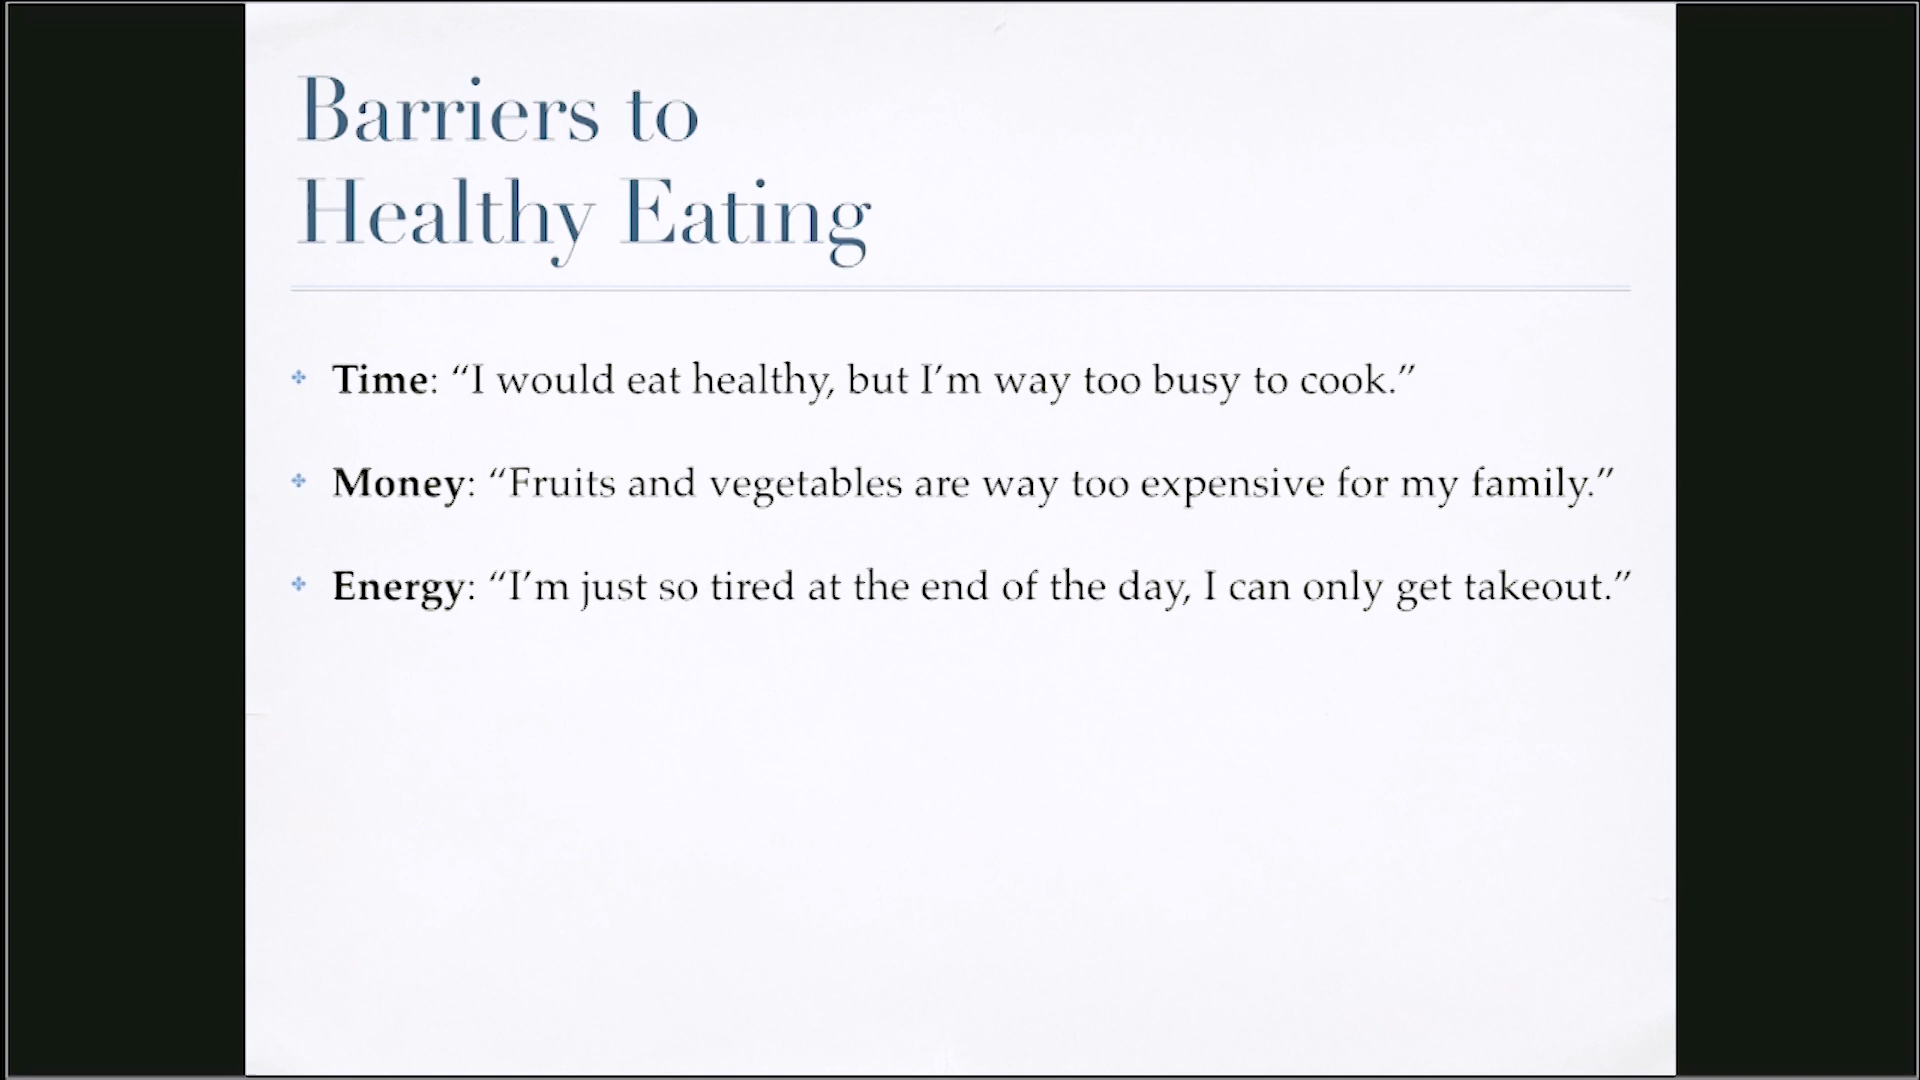 Barriers to
Healthy Eating
Time: “I would eat healthy, but I’m way too busy to cook.”
Money: “Fruits and vegetables are way too expensive for my family.”
Energy: “I’m just so tired at the end of the day, I can only get takeout.”